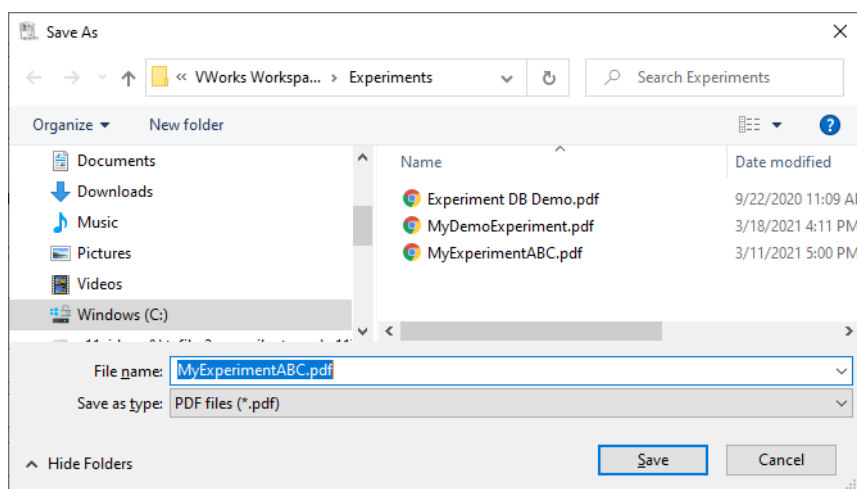 Save As
« VWorks Workspa... › Experiments
Search Experiments
Organize
New folder
Documents
Downloads
Music
Pictures
Videos
Windows (C:)
Name
Date modified
Experiment DB Demo.pdf
9/22/2020 11:09 AM
MyDemoExperiment.pdf
3/18/2021 4:11 PM
MyExperimentABC.pdf
3/11/2021 5:00 PM
File name:
MyExperimentABC.pdf
Save as type:
PDF files (*.pdf)
Hide Folders
Save
Cancel